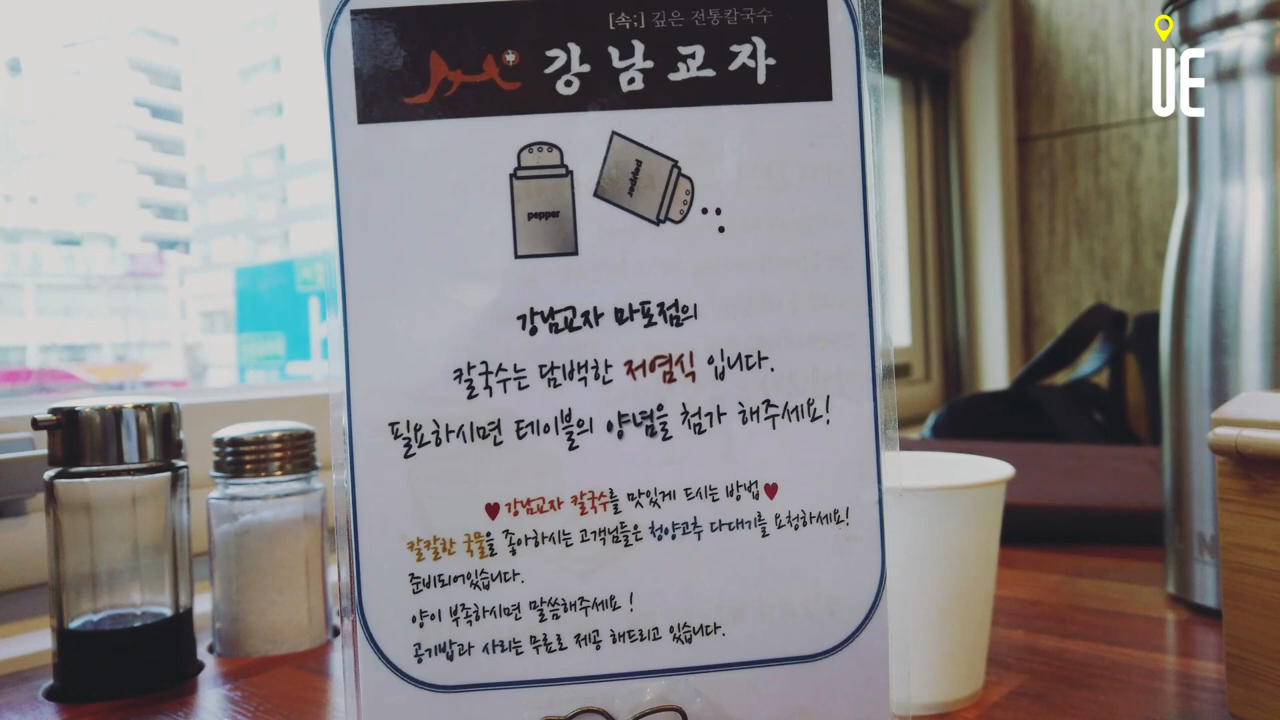 [속;] 깊은 전통칼국수
강남교자
UE
pepper
pepper
강남교자 마포점의
칼국수는 담백한 저염식 입니다.
필요하시면 테이블의 양념을 첨가 해주세요!
♥강남교자 칼국수를 맛있게 드시는 방법♥
칼칼한 국물을 좋아하시는 고객님들은 청양고추 다대기를 요청하세요!
준비되어있습니다.
양이 부족하시면 말씀해주세요 !
공기밥과 사리는 무료로 제공 해드리고 있습니다.